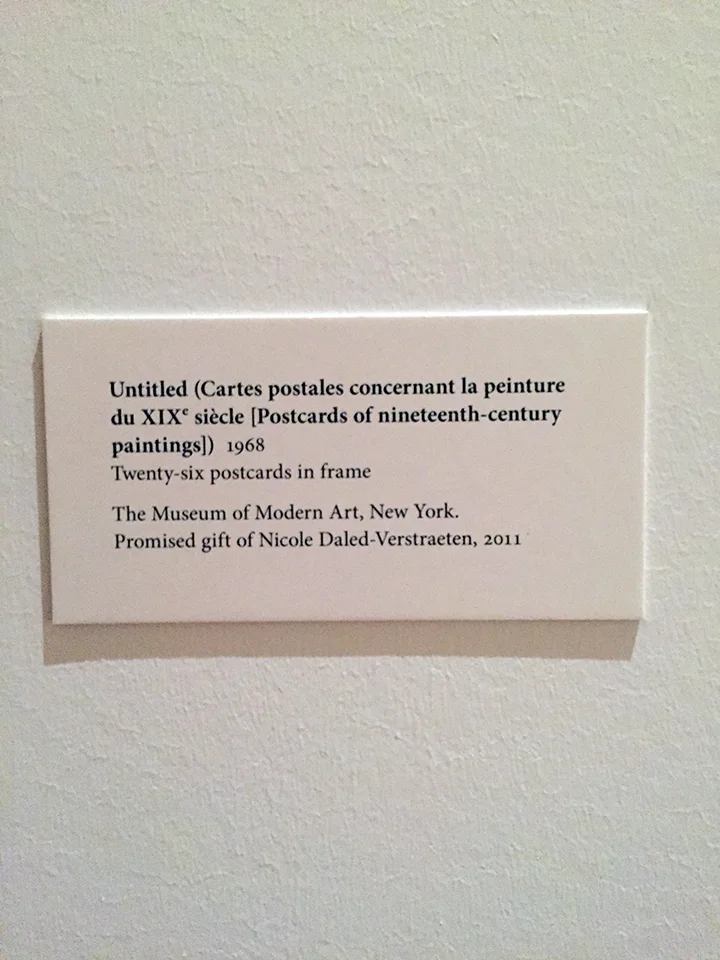 Untitled (Cartes postales concernant la peinture
du XIXᵉ siècle [Postcards of nineteenth-century
paintings]) 1968
Twenty-six postcards in frame
The Museum of Modern Art, New York.
Promised gift of Nicole Daled-Verstraeten, 2011